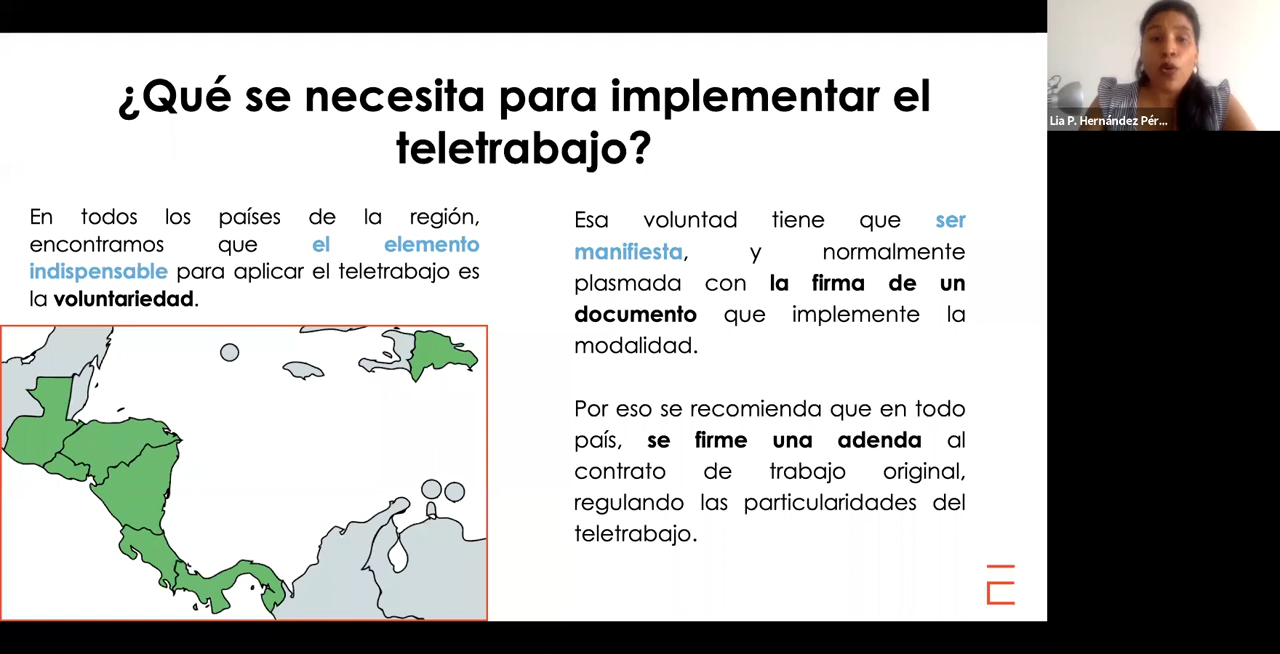 ¿Qué se necesita para implementar el
teletrabajo?
En todos los países de la región,
encontramos que el elemento
indispensable para aplicar el teletrabajo es
la voluntariedad.
Esa voluntad tiene que ser
manifiesta, y normalmente
plasmada con la firma de un
documento que implemente la
modalidad.
Por eso se recomienda que en todo
país, se firme una adenda al
contrato de trabajo original,
regulando las particularidades del
teletrabajo.
Lia P. Hernández Pér...